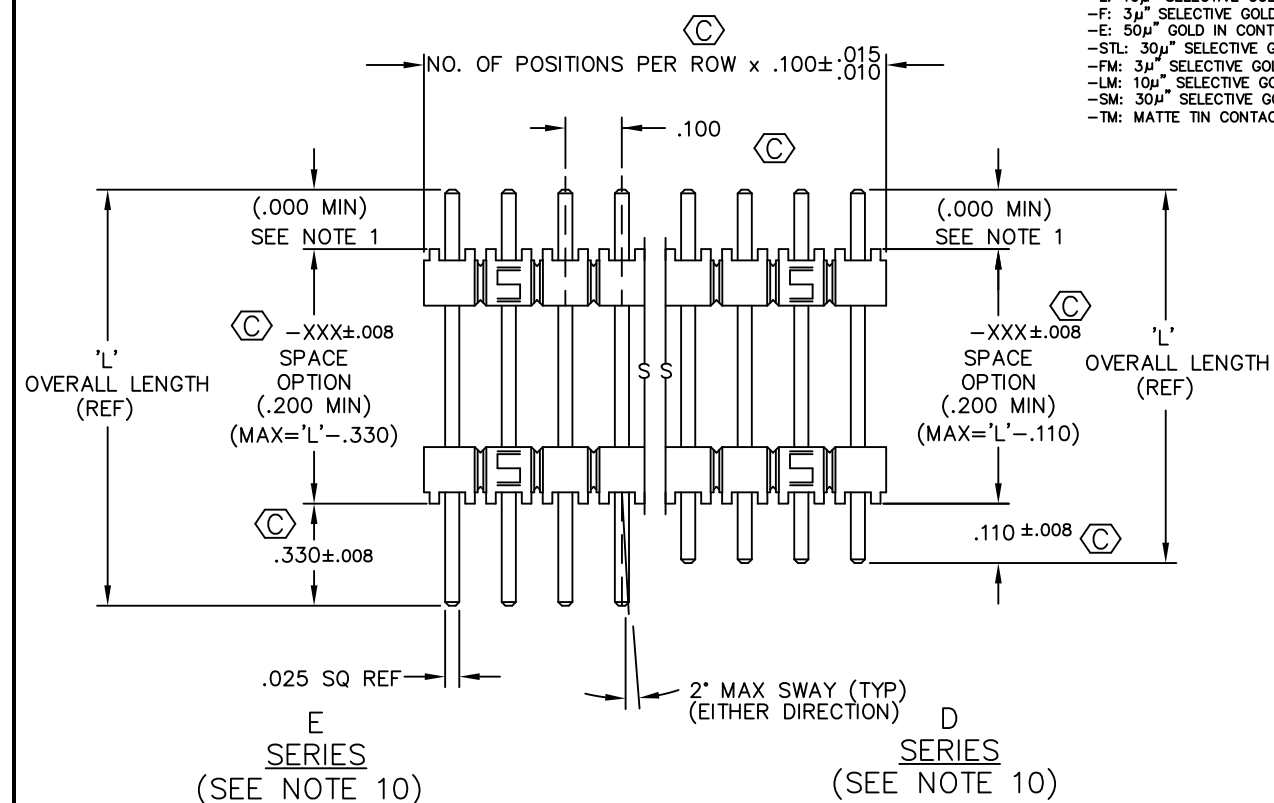 -F: 3µ" SELECTIVE GOLD
-E: 50µ" GOLD IN CONT
-STL: 30µ" SELECTIVE G
-FM: 3µ" SELECTIVE GOL
-LM: 10µ" SELECTIVE GO
-SM: 30µ" SELECTIVE GO
-TM: MATTE TIN CONTAC
C
NO. OF POSITIONS PER ROW x .100± .015
.010
.100
C
(.000 MIN)
SEE NOTE 1
(.000 MIN)
SEE NOTE 1
C -XXX±.008
SPACE
OPTION
(.200 MIN)
(MAX='L'-.330)
'L'
OVERALL LENGTH
(REF)
S S
S S
S S
C
-XXX±.008
SPACE
OPTION
(.200 MIN)
(MAX='L'-.110)
'L'
OVERALL LENGTH
(REF)
C
.330±.008
.110 ±.008 C
.025 SQ REF
2° MAX SWAY (TYP)
(EITHER DIRECTION)
E
SERIES
(SEE NOTE 10)
D
SERIES
(SEE NOTE 10)